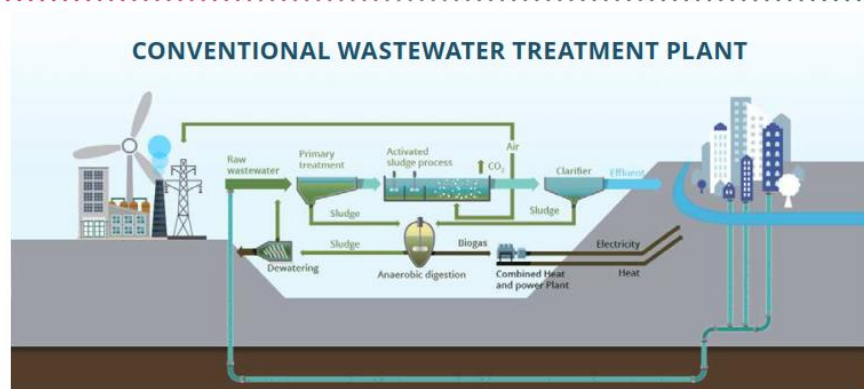 CONVENTIONAL WASTEWATER TREATMENT PLANT
Raw
wastewater
Primary
treatment
Activated
sludge process
CO2
Air
Clarifier
Effluent
Sludge
Sludge
Sludge
Biogas
Dewatering
Anaerobic digestion
Combined Heat
and power Plant
Electricity
Heat